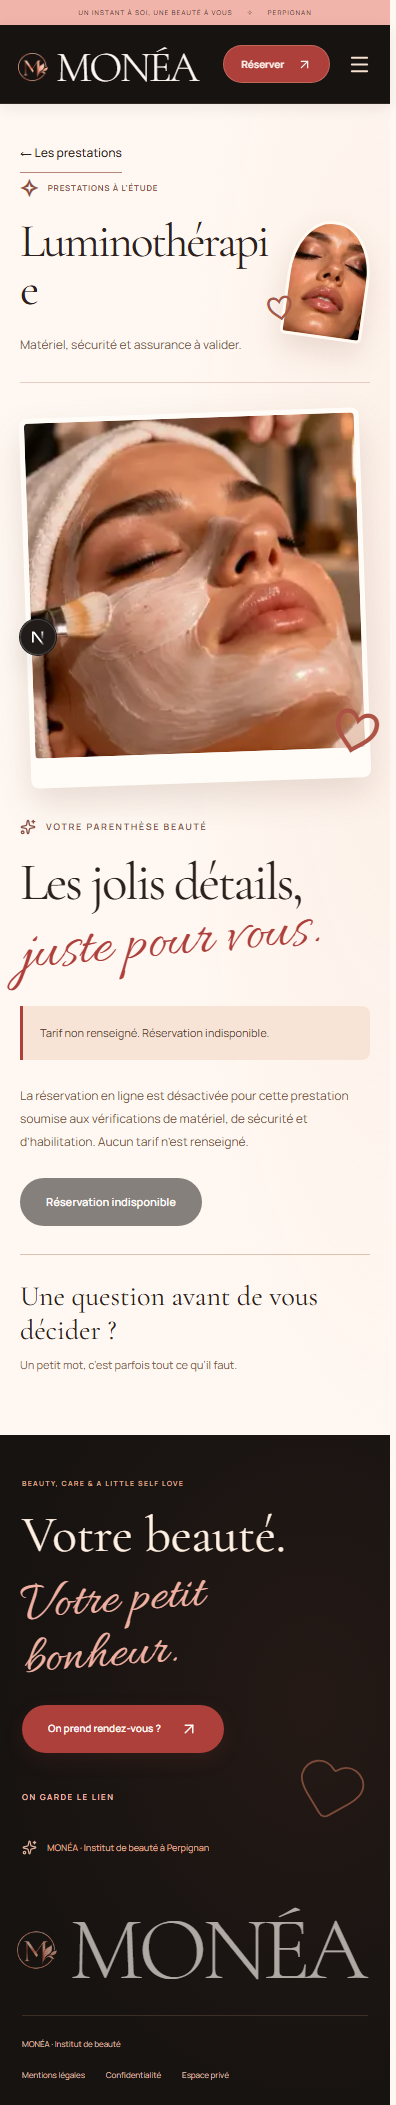 UN INSTANT À SOI, UNE BEAUTÉ À VOUS ✧ PERPIGNAN
MONÉA
Réserver
← Les prestations
PRESTATIONS À L'ÉTUDE
Luminothérapi
e
Matériel, sécurité et assurance à valider.
N
VOTRE PARENTHÈSE BEAUTÉ
Les jolis détails,
juste pour vous.
Tarif non renseigné. Réservation indisponible.
La réservation en ligne est désactivée pour cette prestation
soumise aux vérifications de matériel, de sécurité et
d'habilitation. Aucun tarif n'est renseigné.
Réservation indisponible
Une question avant de vous
décider ?
Un petit mot, c'est parfois tout ce qu'il faut.
BEAUTY, CARE & A LITTLE SELF LOVE
Votre beauté.
Votre petit
bonheur.
On prend rendez-vous ?
ON GARDE LE LIEN
MONÉA · Institut de beauté à Perpignan
M MONÉA
MONÉA · Institut de beauté
Mentions légales Confidentialité Espace privé